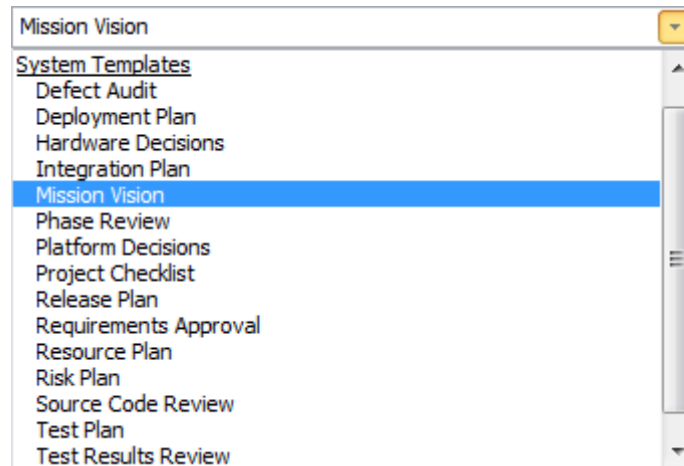 Mission Vision
System Templates
Defect Audit
Deployment Plan
Hardware Decisions
Integration Plan
Mission Vision
Phase Review
Platform Decisions
Project Checklist
Release Plan
Requirements Approval
Resource Plan
Risk Plan
Source Code Review
Test Plan
Test Results Review